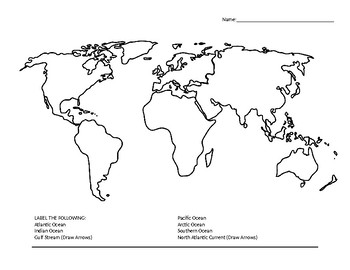 Name:
LABEL THE FOLLOWING:
Atlantic Ocean
Indian Ocean
Gulf Stream (Draw Arrows)
Pacific Ocean
Arctic Ocean
Southern Ocean
North Atlantic Current (Draw Arrows)